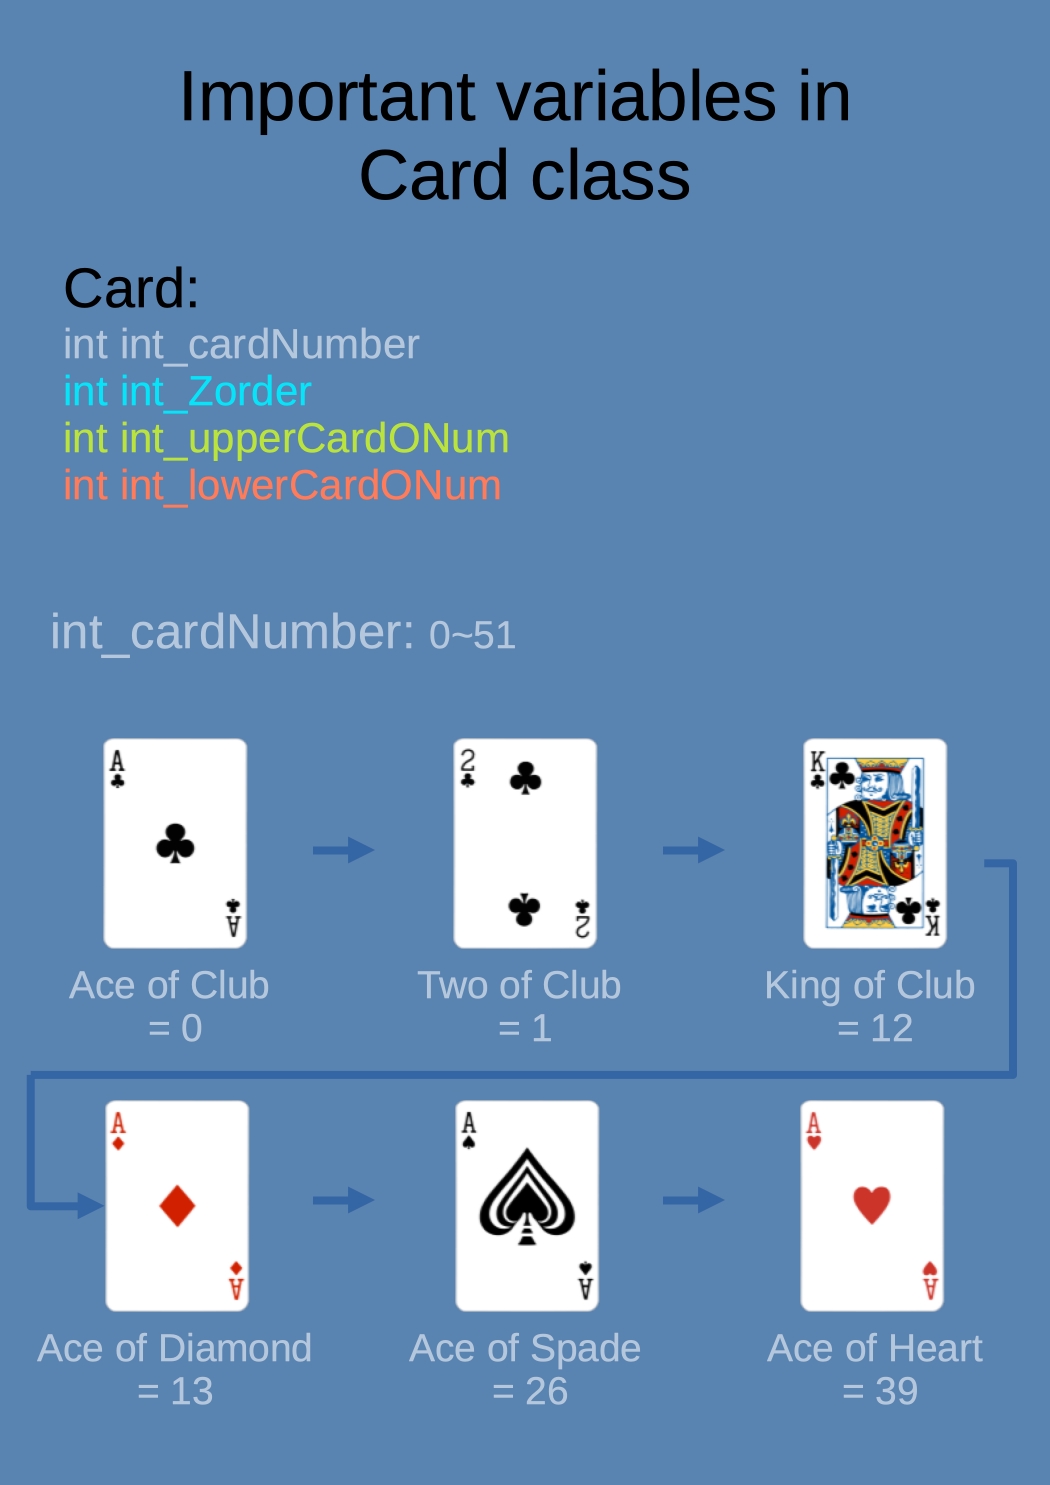 Important variables in
Card class
Card:
int int_cardNumber
int int_Zorder
int int_upperCardONum
int int_lowerCardONum
int_cardNumber: 0~51
A
A
2
2
K
K
Ace of Club
= 0
Two of Club
= 1
King of Club
= 12
A
A
A
A
A
A
Ace of Diamond
= 13
Ace of Spade
= 26
Ace of Heart
= 39